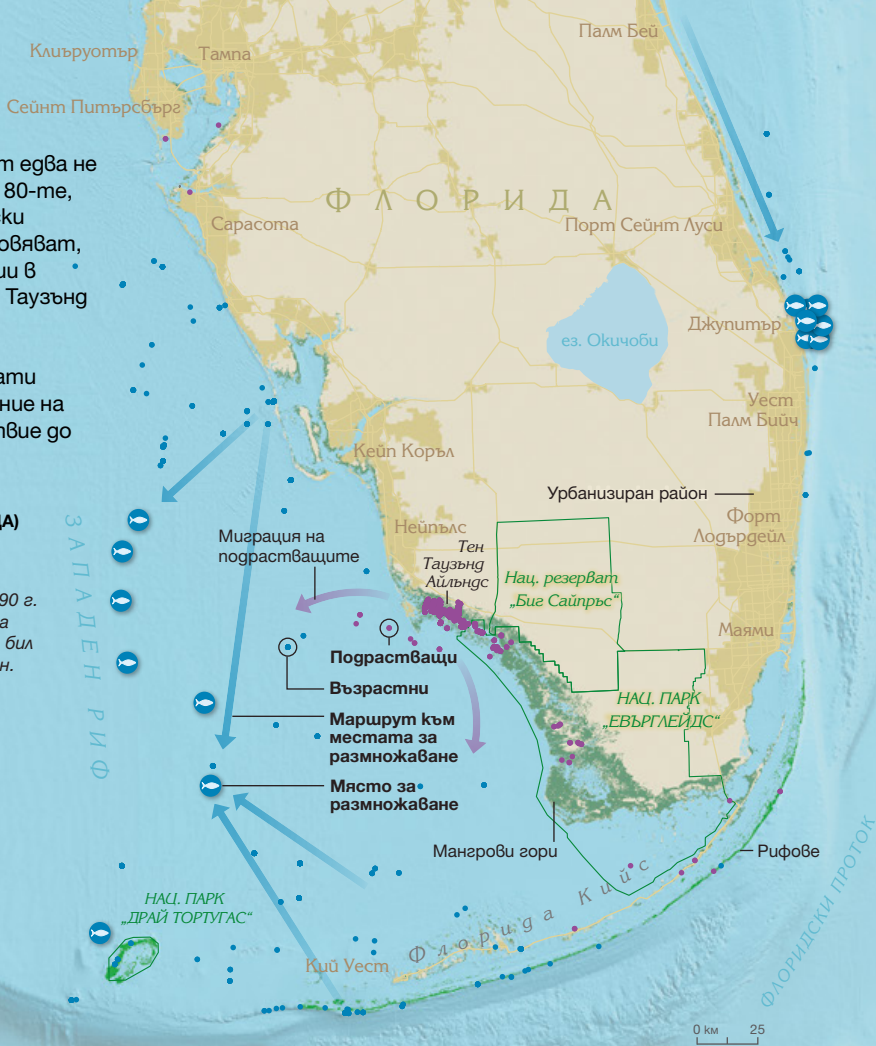 Клиъруотър
Тампа
Палм Бей
Сейнт Питърсбърг
т едва не
80-те,
ски
овяват,
ии в
Таузънд
ФЛОРИДА
Сарасота
Порт Сейнт Луси
Джупитър
ез. Окичоби
ати
ние на
твие до
Уест
Палм Бийч
Кейп Коръл
Урбанизиран район
ДА)
ЗАПАДЕН РИФ
Нейпълс
Форт
Лодърдейл
Миграция на
подрастващите
Тен
Таузънд
Айлъндс
Нац. резерват
„Биг Сайпръс“
90 г.
а
бил
н.
Маями
Подрастващи
Възрастни
Маршрут към
местата за
размножаване
НАЦ. ПАРК
„ЕВЪРГЛЕЙДС“
Място за
размножаване
Мангрови гори
Рифове
НАЦ. ПАРК
„ДРАЙ ТОРТУГАС“
Флорида Кийс
Кий Уест
ФЛОРИДСКИ ПРОТОК
0 км 25